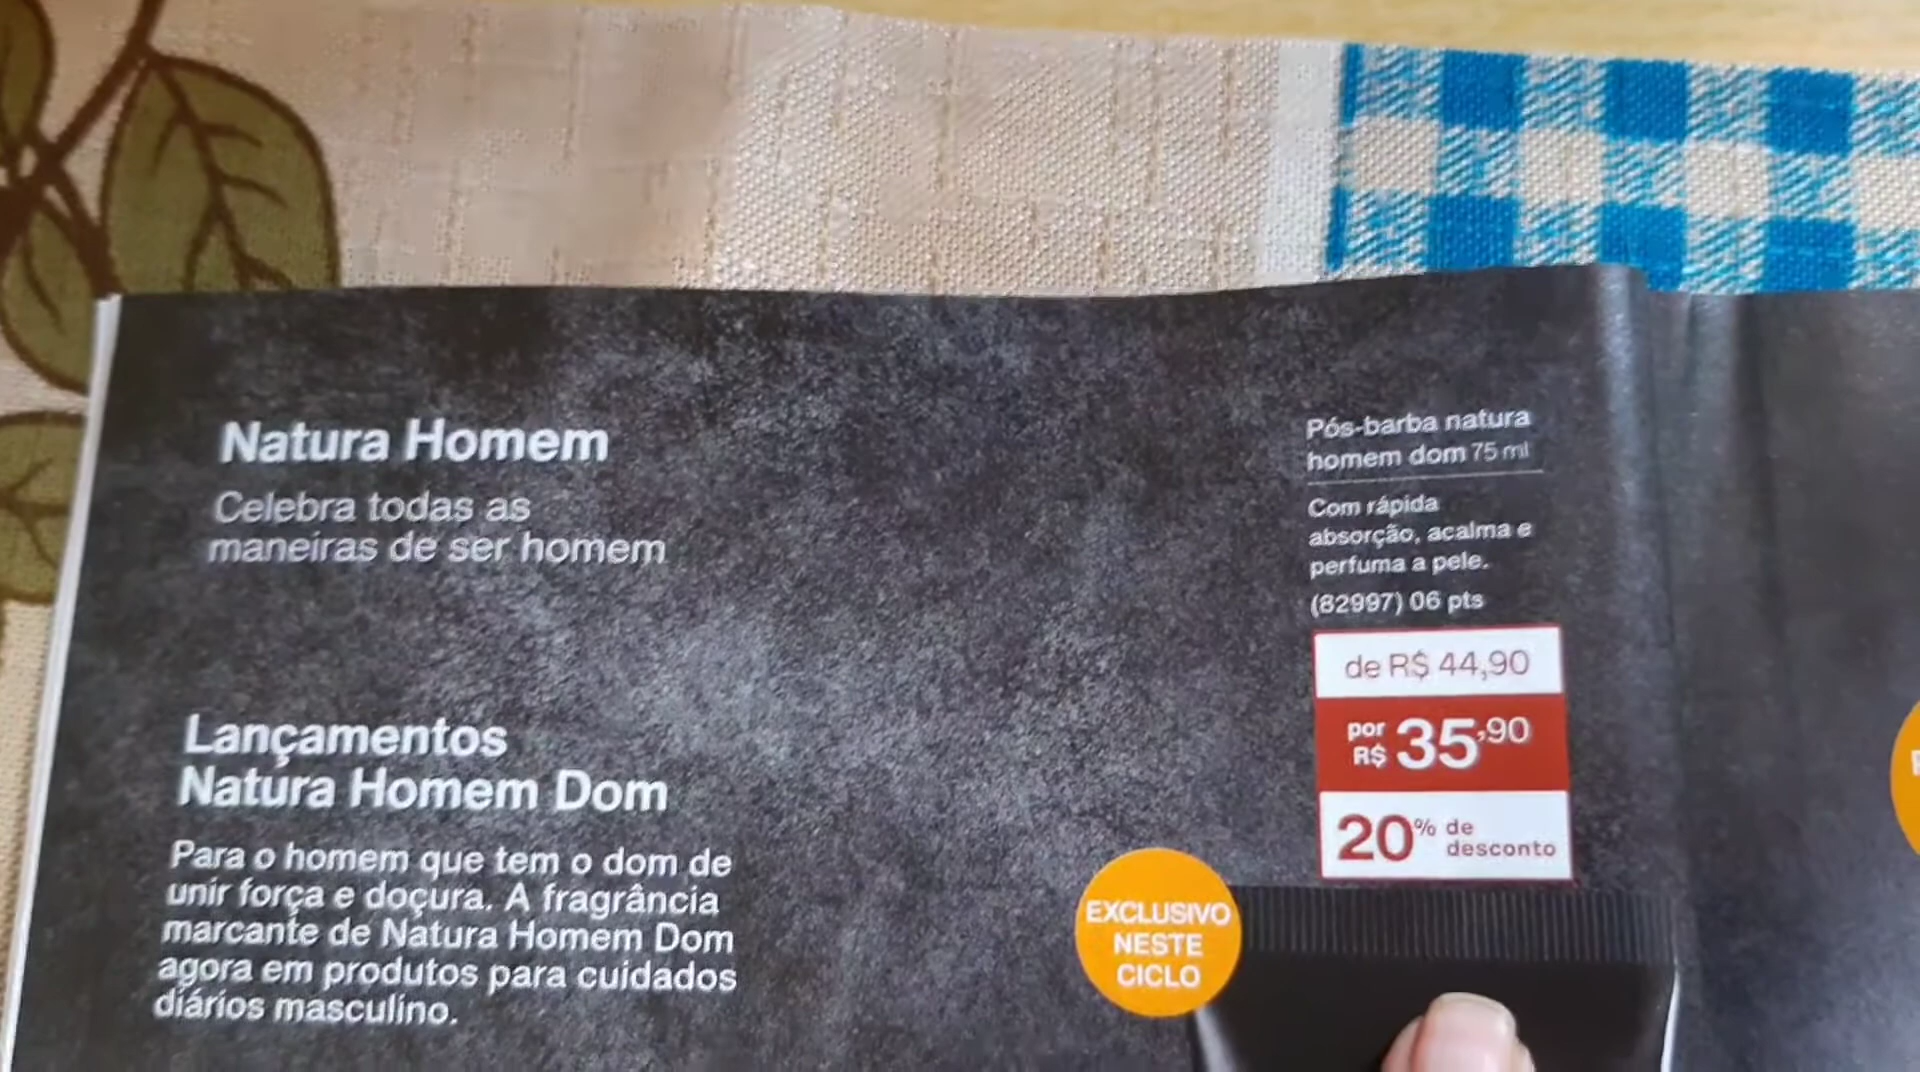 Natura Homem
Celebra todas as
maneiras de ser homem
Lançamentos
Natura Homem Dom
Para o homem que tem o dom de
unir força e doçura. A fragrância
marcante de Natura Homem Dom
agora em produtos para cuidados
diários masculino.
Pós-barba natura
homem dom 75 ml
Com rápida
absorção, acalma e
perfuma a pele.
(82997) 06 pts
de R$ 44,90
por R$ 35,90
20% de
desconto
EXCLUSIVO
NESTE
CICLO